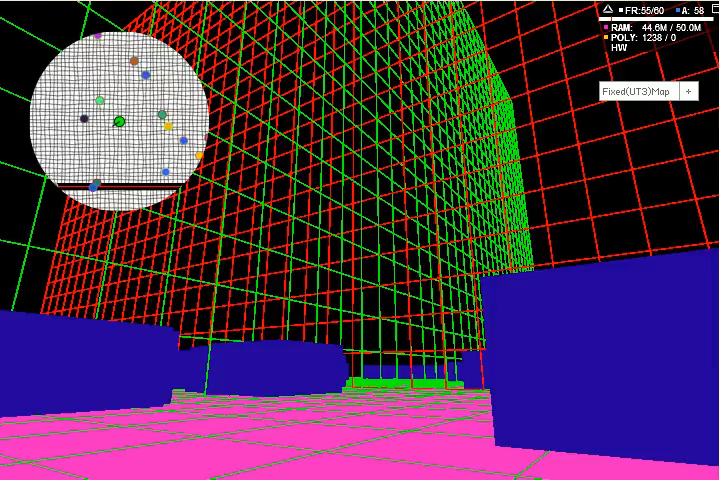 FR:55/60 A: 58
RAM: 44.6M / 50.0M
POLY: 1238 / 0
HW
Fixed(UT3)Map +